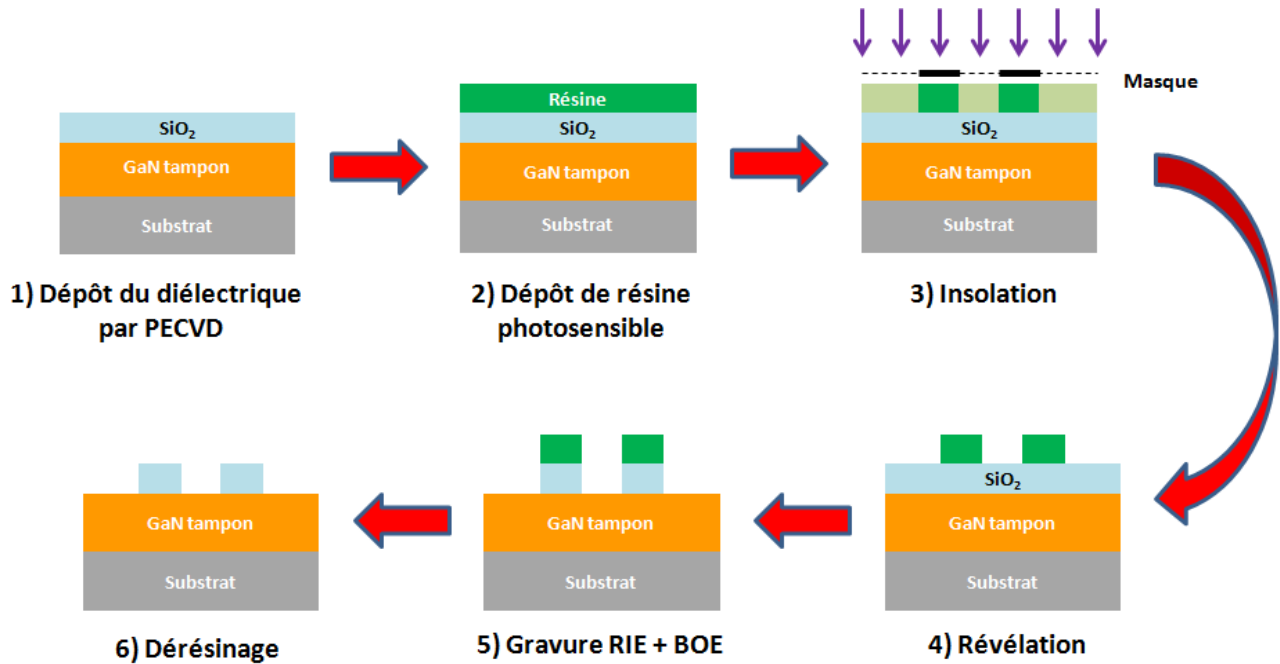 SiO₂
GaN tampon
Substrat
1) Dépôt du diélectrique
par PECVD
Résine
SiO₂
GaN tampon
Substrat
2) Dépôt de résine
photosensible
Masque
SiO₂
GaN tampon
Substrat
3) Insolation
SiO₂
GaN tampon
Substrat
4) Révélation
GaN tampon
Substrat
5) Gravure RIE + BOE
GaN tampon
Substrat
6) Dérésinage